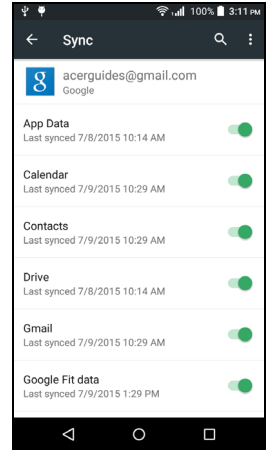 100% 3:11 PM
Sync
g acerguides@gmail.com
Google
App Data
Last synced 7/8/2015 10:14 AM
Calendar
Last synced 7/9/2015 10:29 AM
Contacts
Last synced 7/9/2015 10:29 AM
Drive
Last synced 7/8/2015 10:14 AM
Gmail
Last synced 7/9/2015 10:29 AM
Google Fit data
Last synced 7/9/2015 1:29 PM